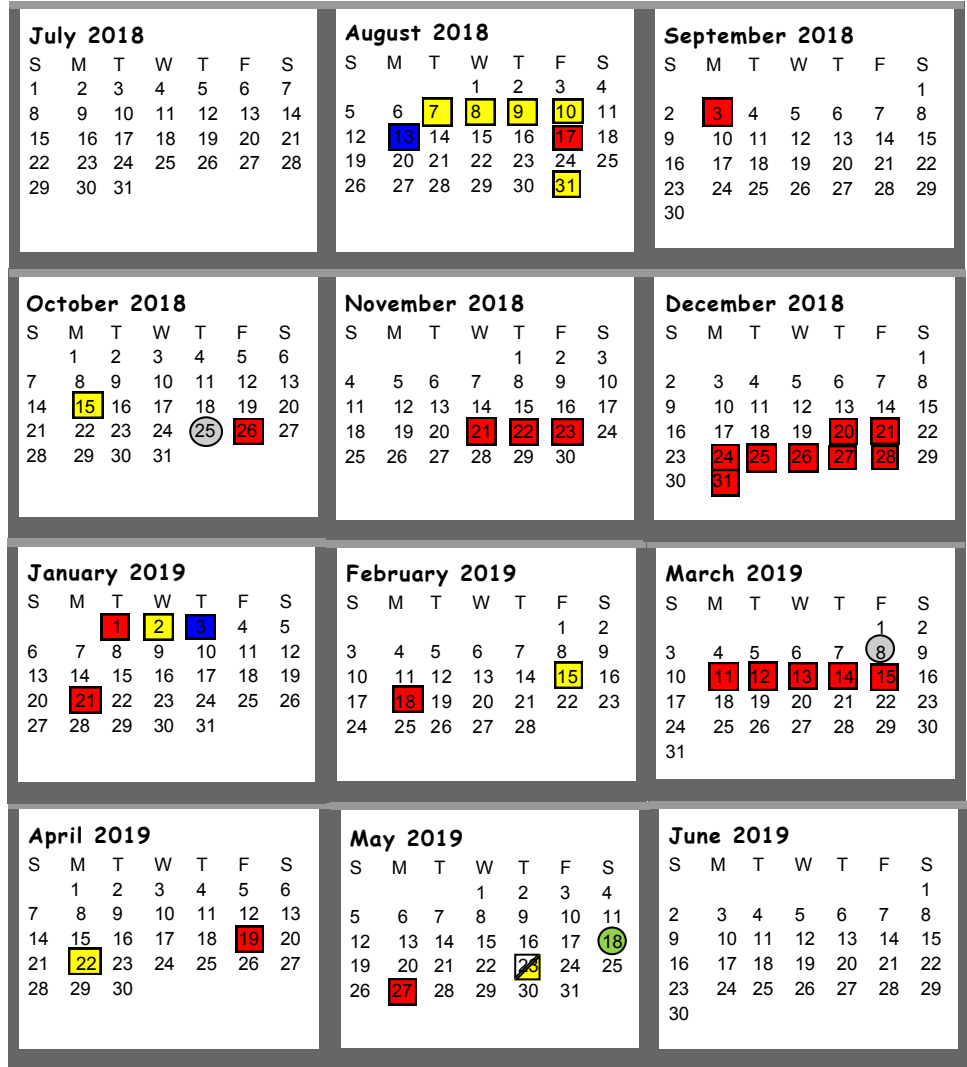 July 2018
S M T W T F S
1 2 3 4 5 6 7
8 9 10 11 12 13 14
15 16 17 18 19 20 21
22 23 24 25 26 27 28
29 30 31
August 2018
S M T W T F S
1 2 3 4
5 6 7 8 9 10 11
12 13 14 15 16 17 18
19 20 21 22 23 24 25
26 27 28 29 30 31
September 2018
S M T W T F S
1
2 3 4 5 6 7 8
9 10 11 12 13 14 15
16 17 18 19 20 21 22
23 24 25 26 27 28 29
30
October 2018
S M T W T F S
1 2 3 4 5 6
7 8 9 10 11 12 13
14 15 16 17 18 19 20
21 22 23 24 25 26 27
28 29 30 31
November 2018
S M T W T F S
1 2 3
4 5 6 7 8 9 10
11 12 13 14 15 16 17
18 19 20 21 22 23 24
25 26 27 28 29 30
December 2018
S M T W T F S
1
2 3 4 5 6 7 8
9 10 11 12 13 14 15
16 17 18 19 20 21 22
23 24 25 26 27 28 29
30 31
January 2019
S M T W T F S
1 2 3 4 5
6 7 8 9 10 11 12
13 14 15 16 17 18 19
20 21 22 23 24 25 26
27 28 29 30 31
February 2019
S M T W T F S
1 2
3 4 5 6 7 8 9
10 11 12 13 14 15 16
17 18 19 20 21 22 23
24 25 26 27 28
March 2019
S M T W T F S
1 2
3 4 5 6 7 8 9
10 11 12 13 14 15 16
17 18 19 20 21 22 23
24 25 26 27 28 29 30
31
April 2019
S M T W T F S
1 2 3 4 5 6
7 8 9 10 11 12 13
14 15 16 17 18 19 20
21 22 23 24 25 26 27
28 29 30
May 2019
S M T W T F S
1 2 3 4
5 6 7 8 9 10 11
12 13 14 15 16 17 18
19 20 21 22 23 24 25
26 27 28 29 30 31
June 2019
S M T W T F S
1
2 3 4 5 6 7 8
9 10 11 12 13 14 15
16 17 18 19 20 21 22
23 24 25 26 27 28 29
30